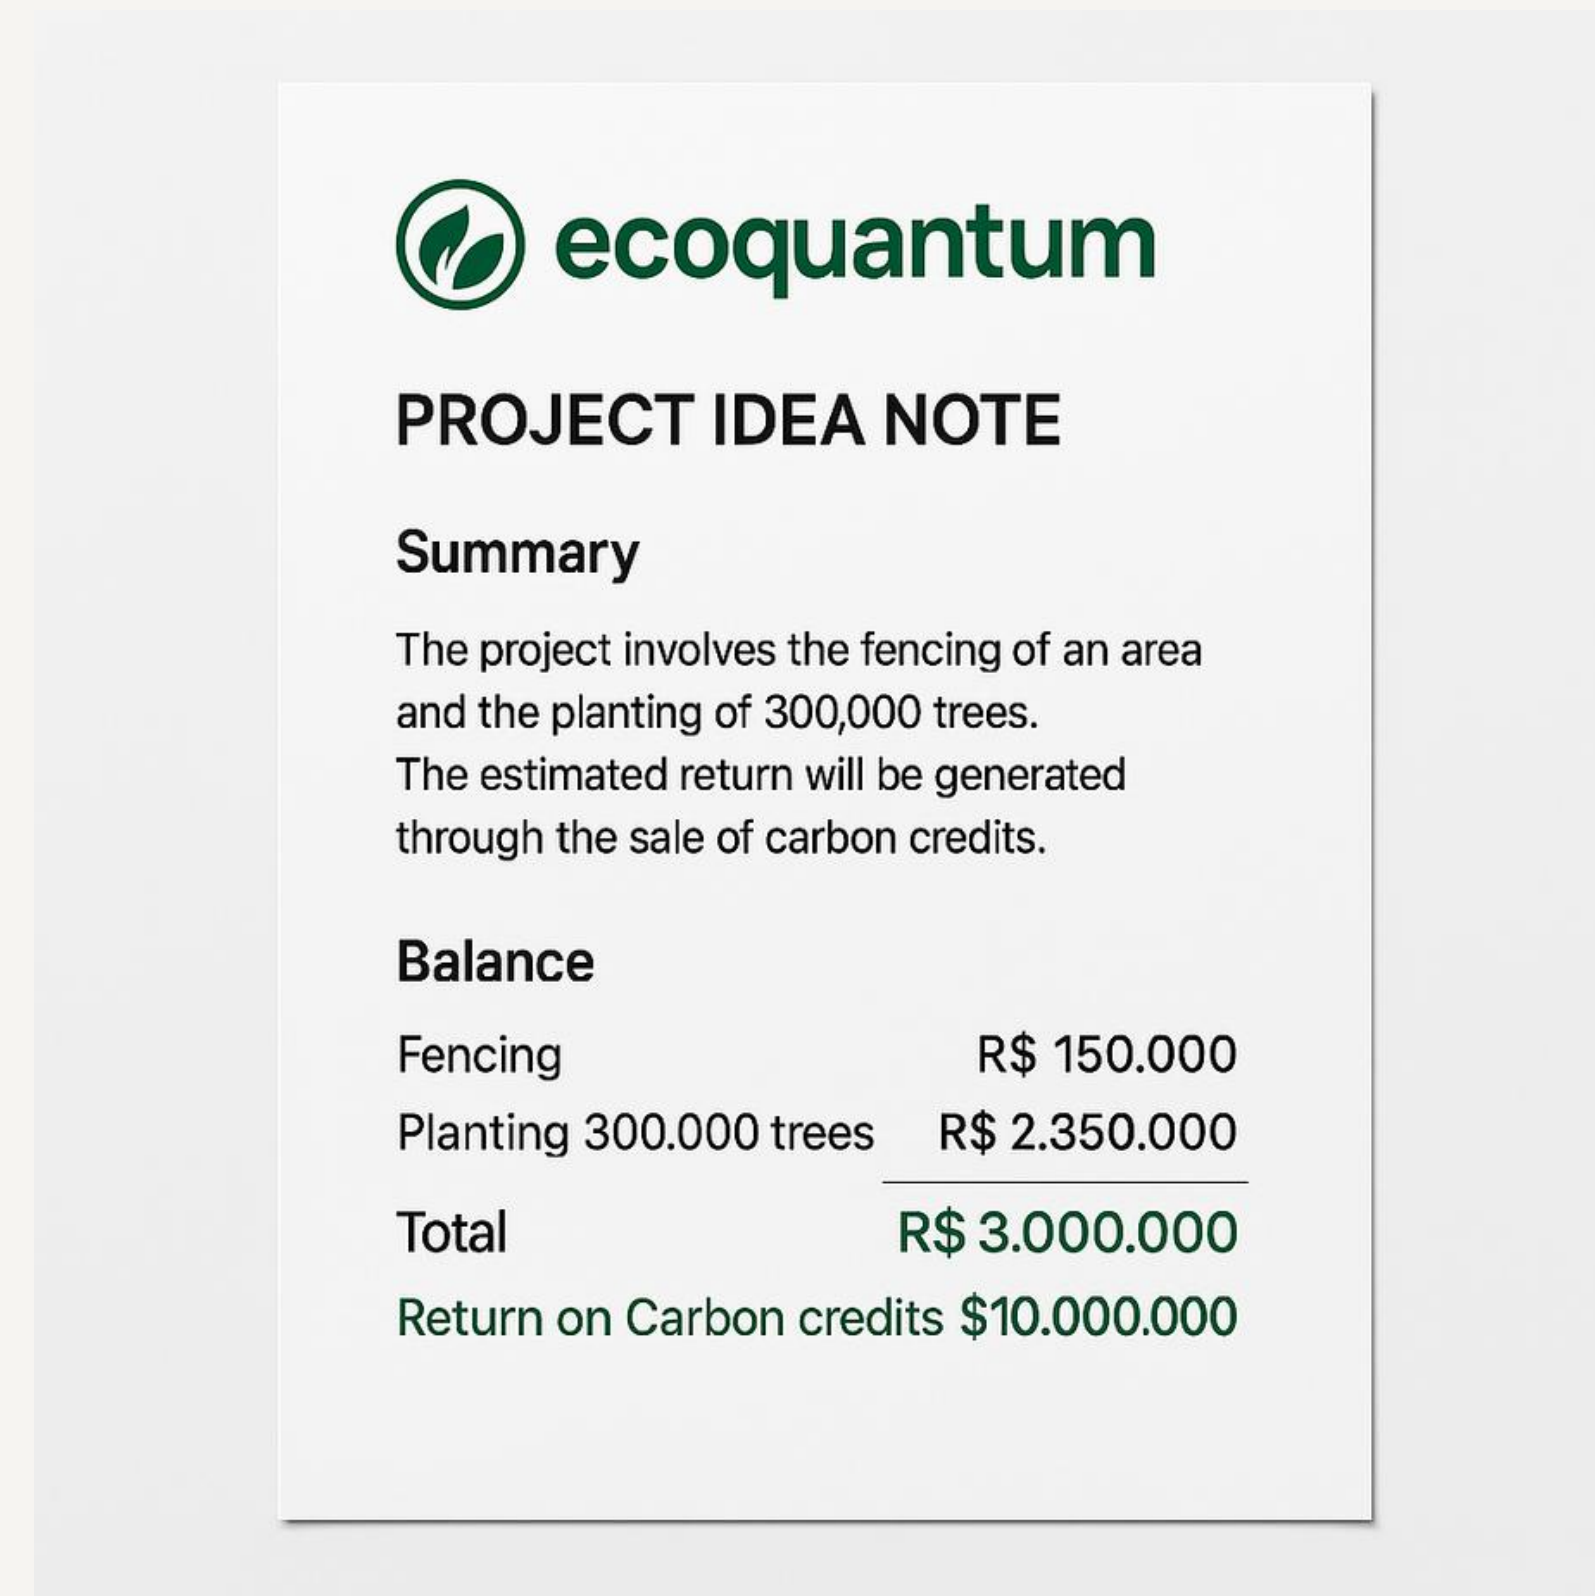 ecoquantum
PROJECT IDEA NOTE
Summary
The project involves the fencing of an area
and the planting of 300,000 trees.
The estimated return will be generated
through the sale of carbon credits.
Balance
Fencing R$ 150.000
Planting 300.000 trees R$ 2.350.000
Total R$ 3.000.000
Return on Carbon credits $10.000.000